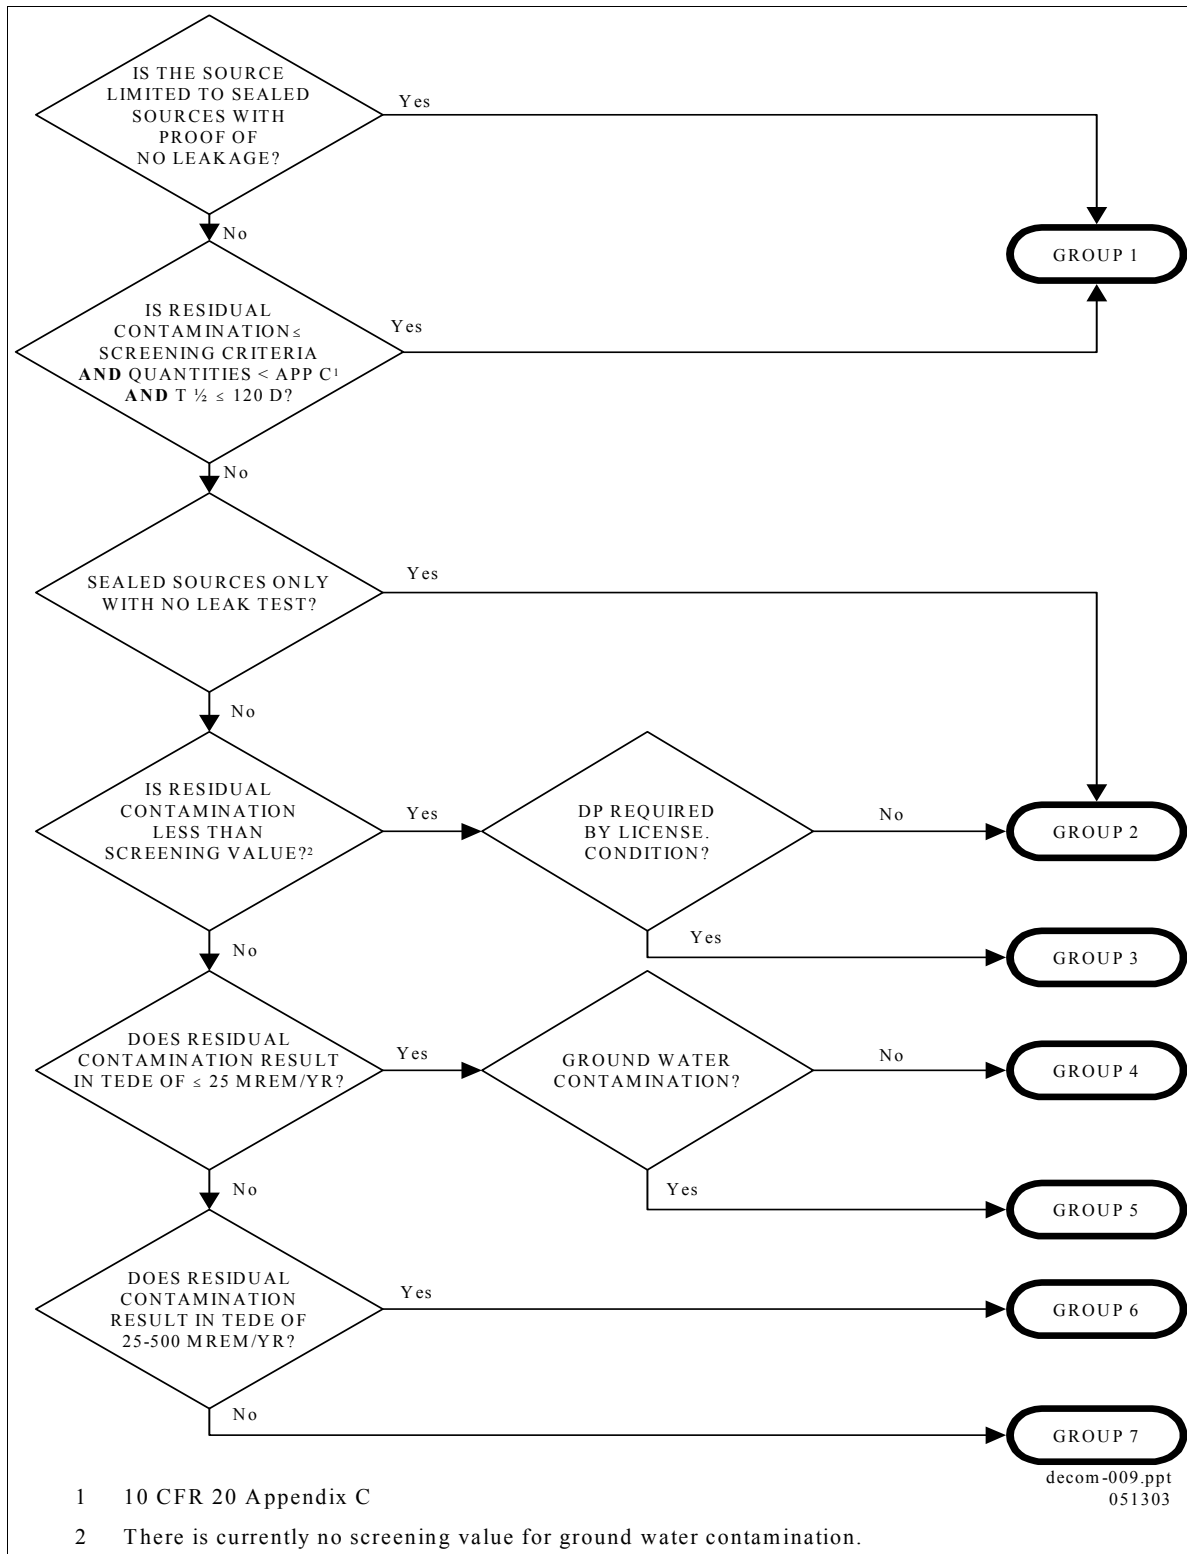 IS THE SOURCE
LIMITED TO SEALED
SOURCES WITH
PROOF OF
NO LEAKAGE?
Yes
No
GROUP 1
IS RESIDUAL
CONTAMINATION ≤
SCREENING CRITERIA
AND QUANTITIES < APP C¹
AND T ½ ≤ 120 D?
Yes
No
SEALED SOURCES ONLY
WITH NO LEAK TEST?
Yes
No
IS RESIDUAL
CONTAMINATION
LESS THAN
SCREENING VALUE?²
Yes
DP REQUIRED
BY LICENSE.
CONDITION?
No
GROUP 2
Yes
GROUP 3
No
DOES RESIDUAL
CONTAMINATION RESULT
IN TEDE OF ≤ 25 MREM/YR?
Yes
GROUND WATER
CONTAMINATION?
No
GROUP 4
Yes
GROUP 5
No
DOES RESIDUAL
CONTAMINATION
RESULT IN TEDE OF
25-500 MREM/YR?
Yes
GROUP 6
No
GROUP 7
decom-009.ppt
051303
1 10 CFR 20 Appendix C
2 There is currently no screening value for ground water contamination.